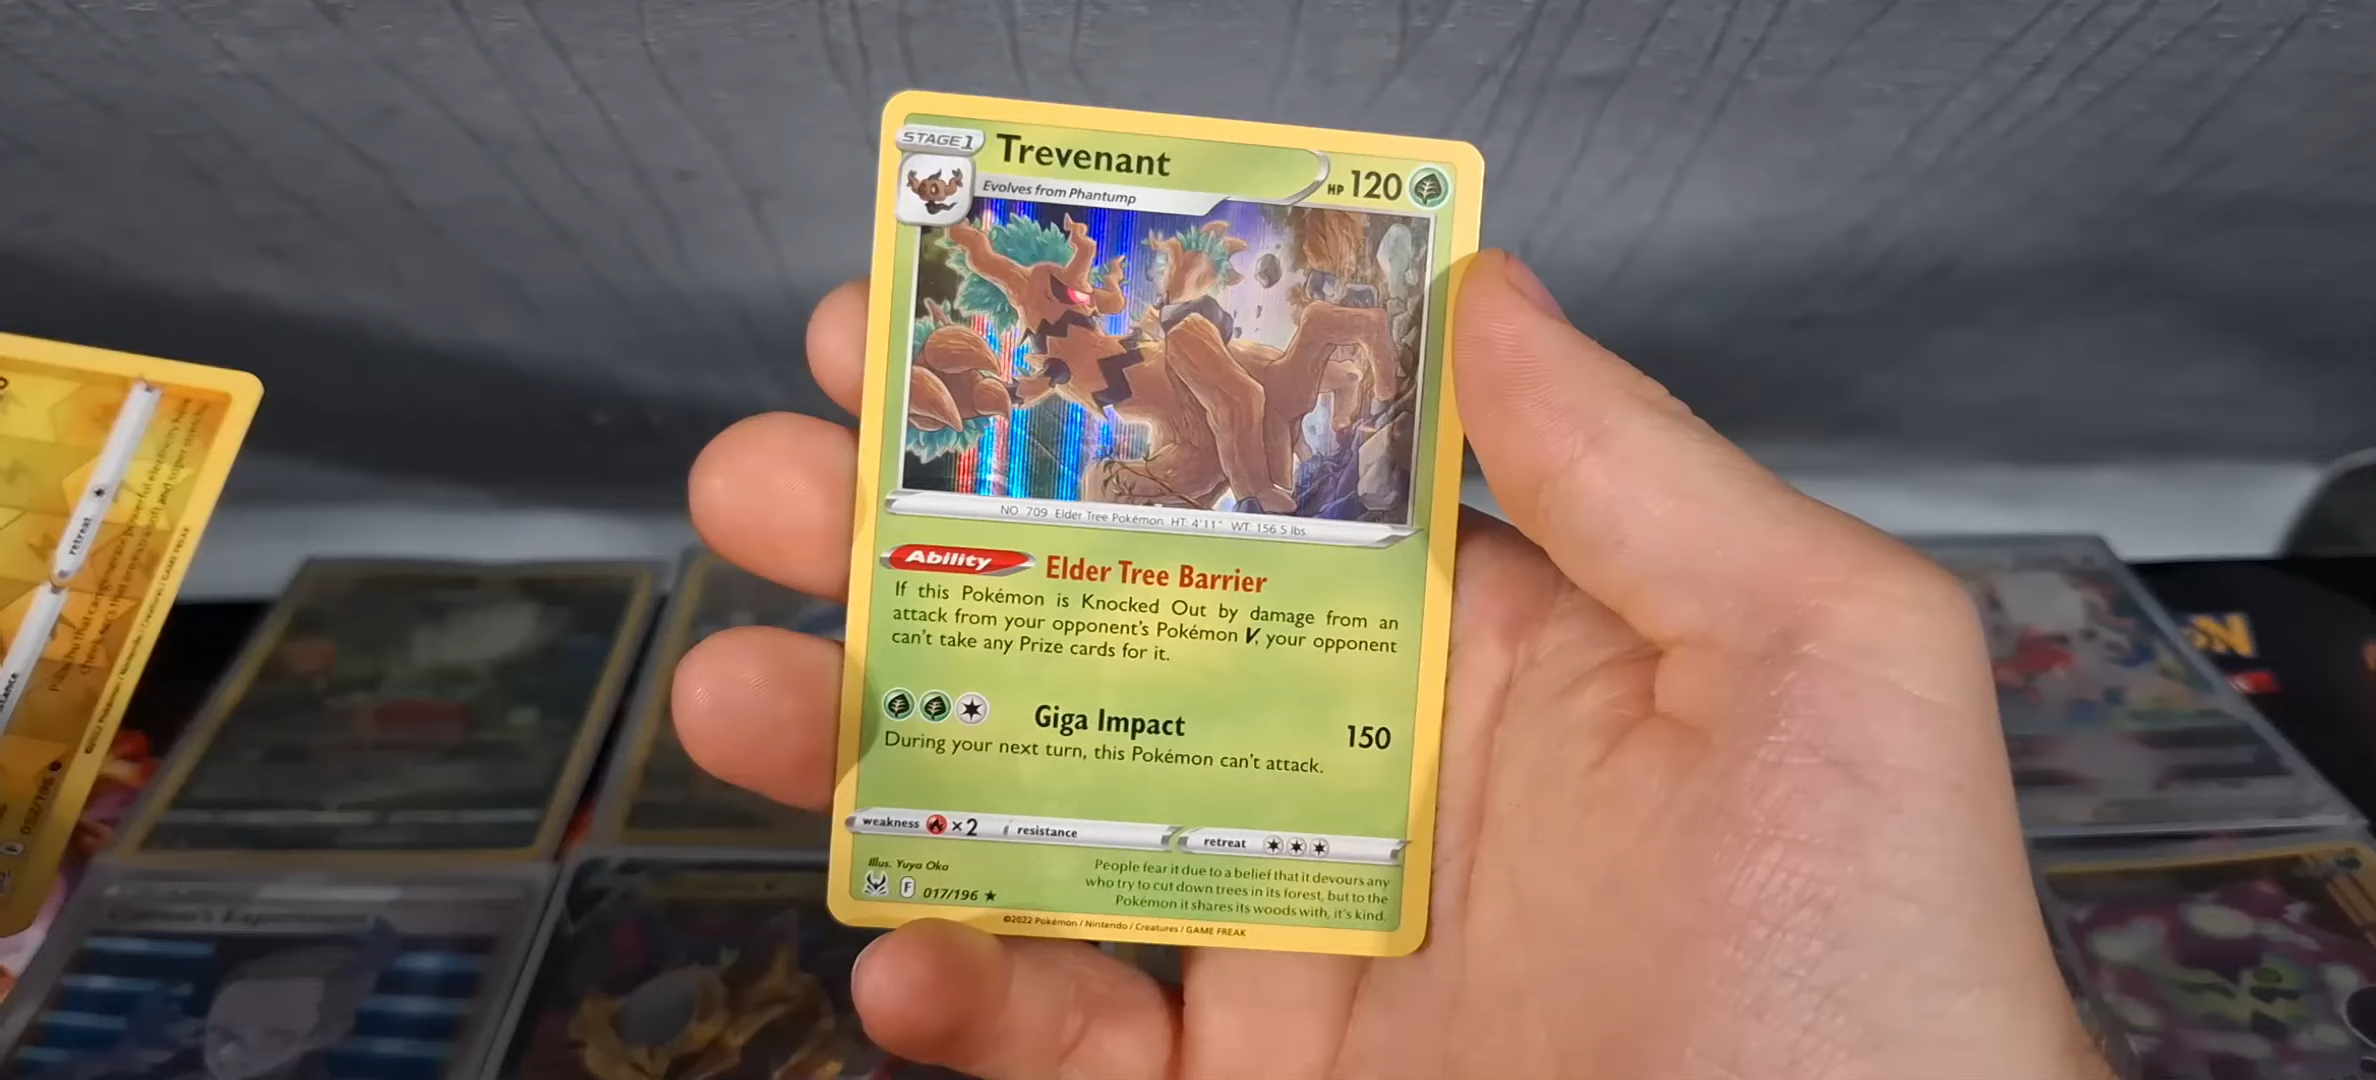 STAGE 1
Trevenant
HP 120
Evolves from Phantump
NO. 709 Elder Tree Pokémon HT: 4'11" WT: 156.5 lbs.
Ability
Elder Tree Barrier
If this Pokémon is Knocked Out by damage from an
attack from your opponent's Pokémon V, your opponent
can't take any Prize cards for it.
Giga Impact
150
During your next turn, this Pokémon can't attack.
weakness ×2
resistance
retreat
Illus. Yuya Oka
F
017/196 ★
People fear it due to a belief that it devours any
who try to cut down trees in its forest, but to the
Pokémon it shares its woods with, it's kind.
©2022 Pokémon / Nintendo / Creatures / GAME FREAK
retreat
052/196